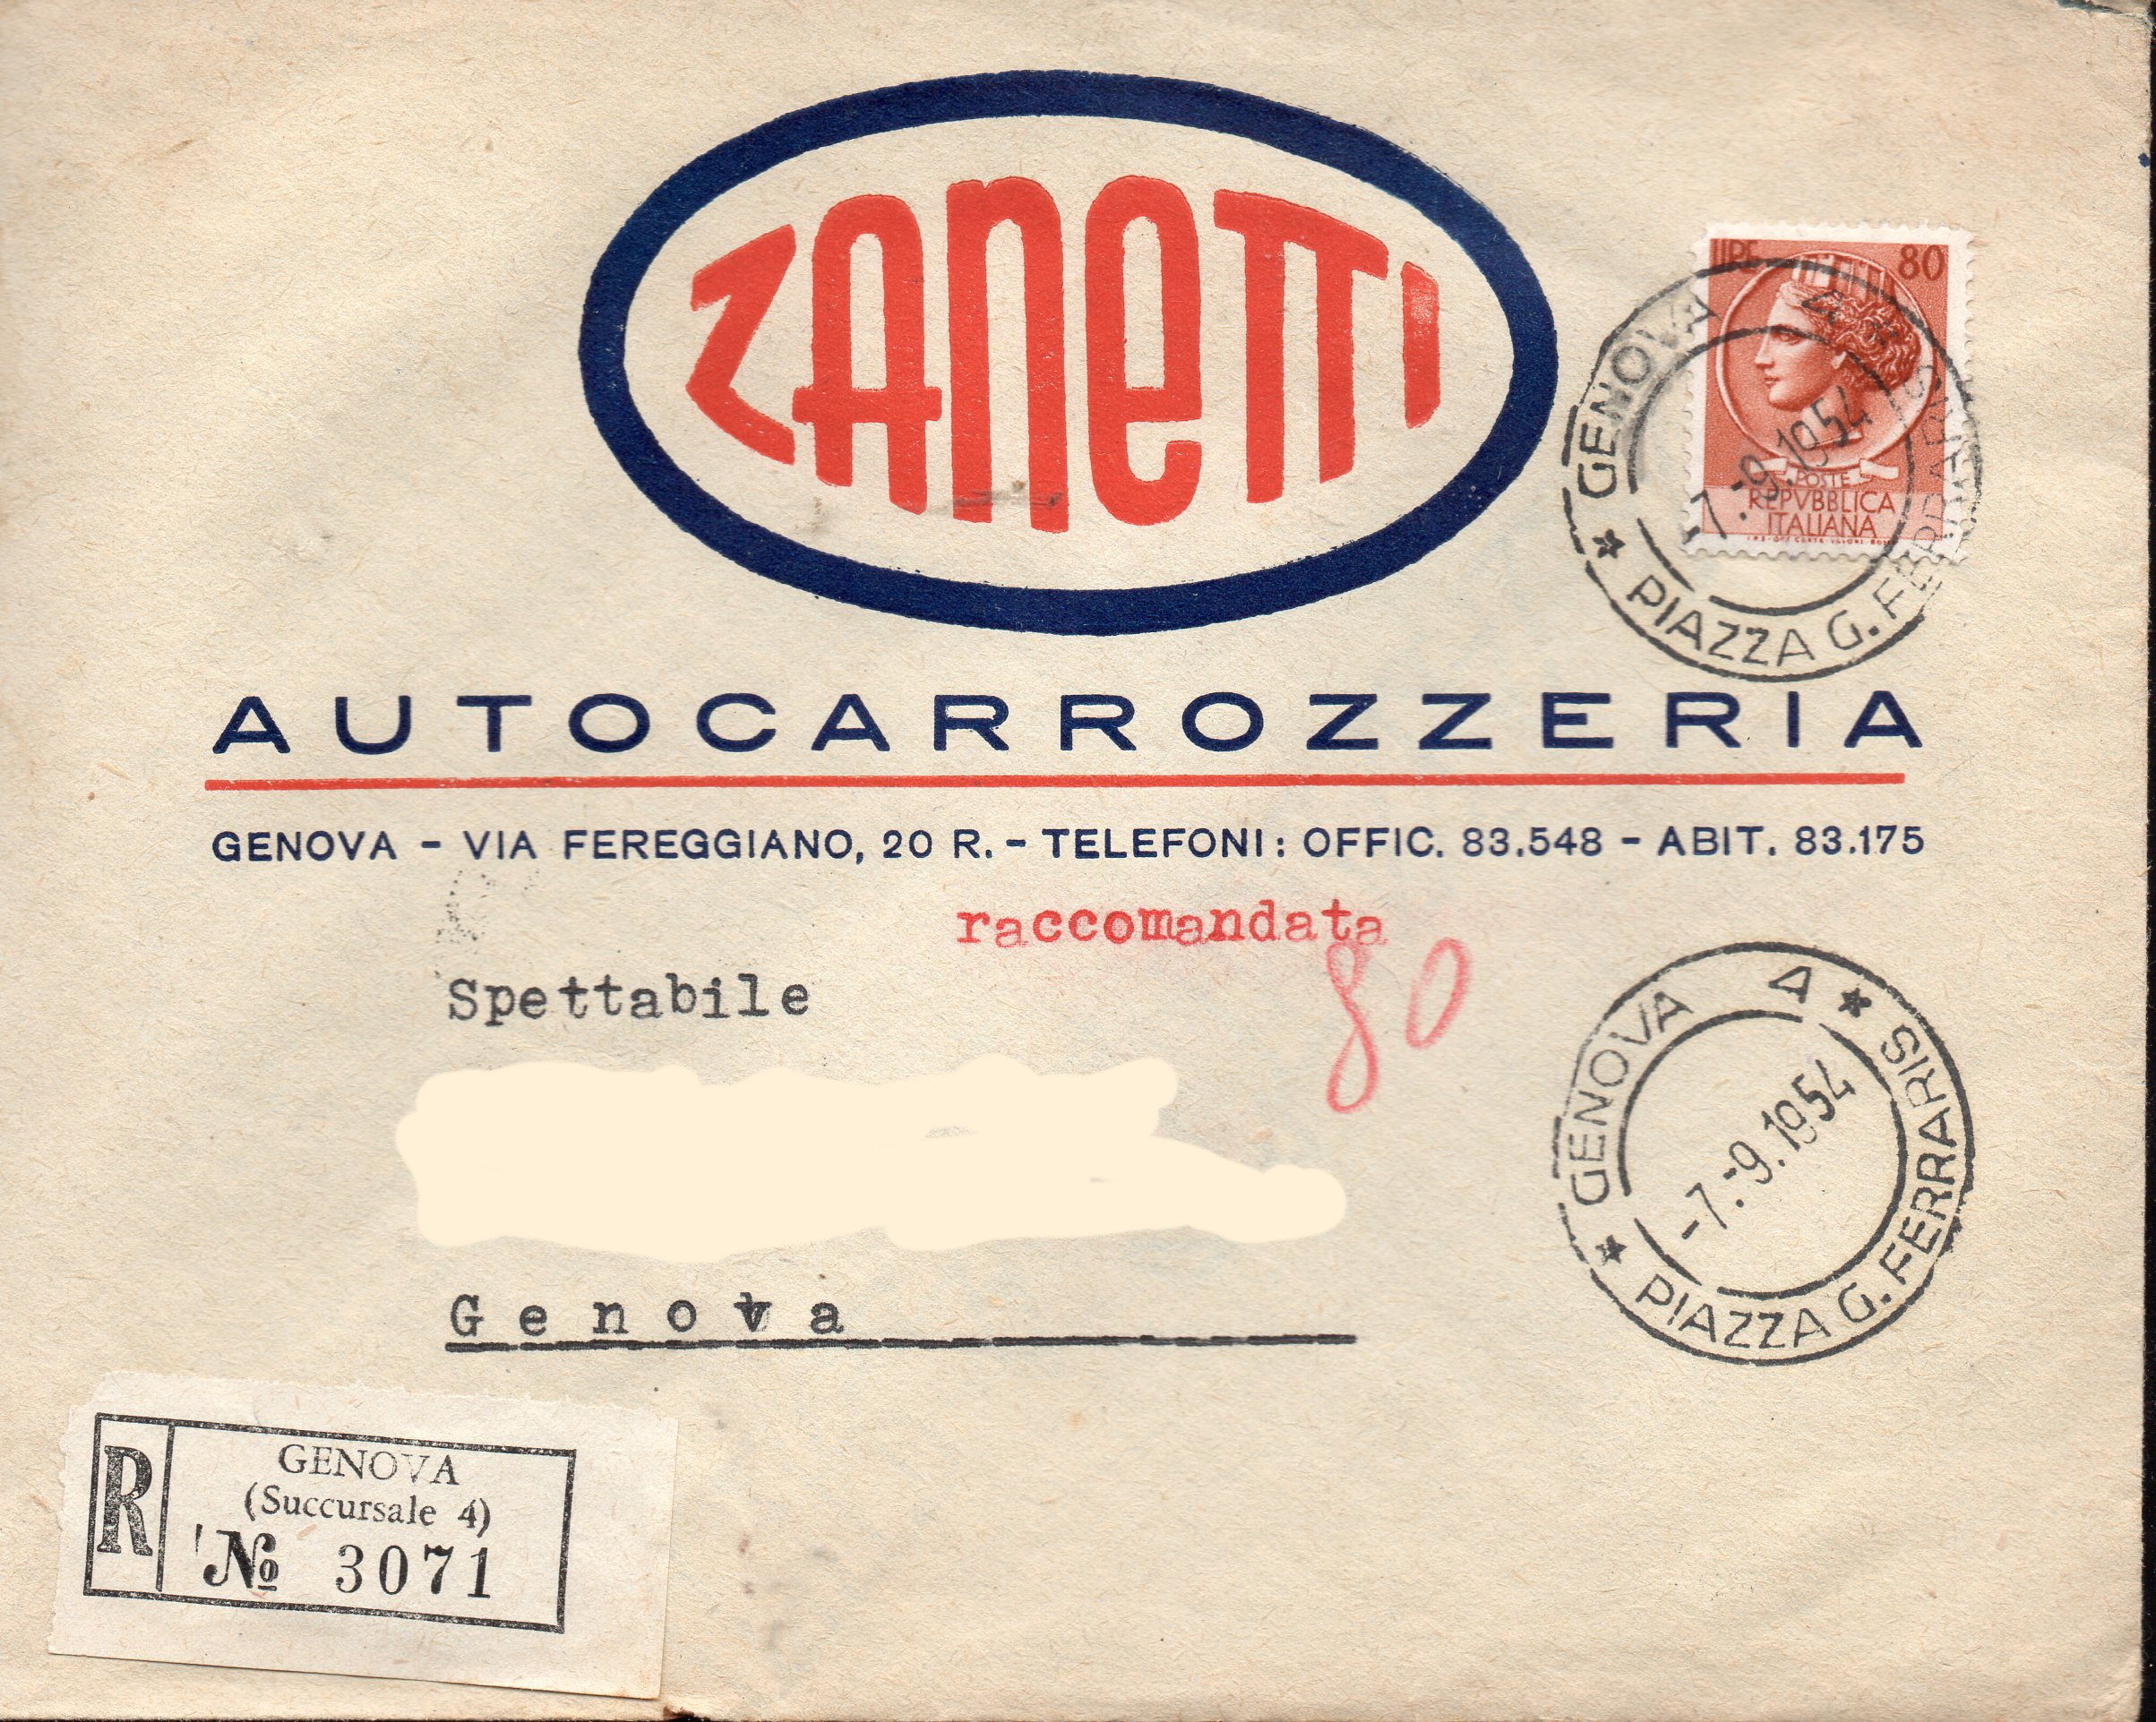 ZANETTI
LIRE 80
POSTE
REPVBBLICA
ITALIANA
GENOVA 4 * PIAZZA G. FERRARIS *
-7.-9.1954
AUTOCARROZZERIA
GENOVA - VIA FEREGGIANO, 20 R. - TELEFONI: OFFIC. 83.548 - ABIT. 83.175
raccomandata
80
Spettabile
Genova
GENOVA 4 * PIAZZA G. FERRARIS *
-7.-9.1954
R
GENOVA
(Succursale 4)
No 3071